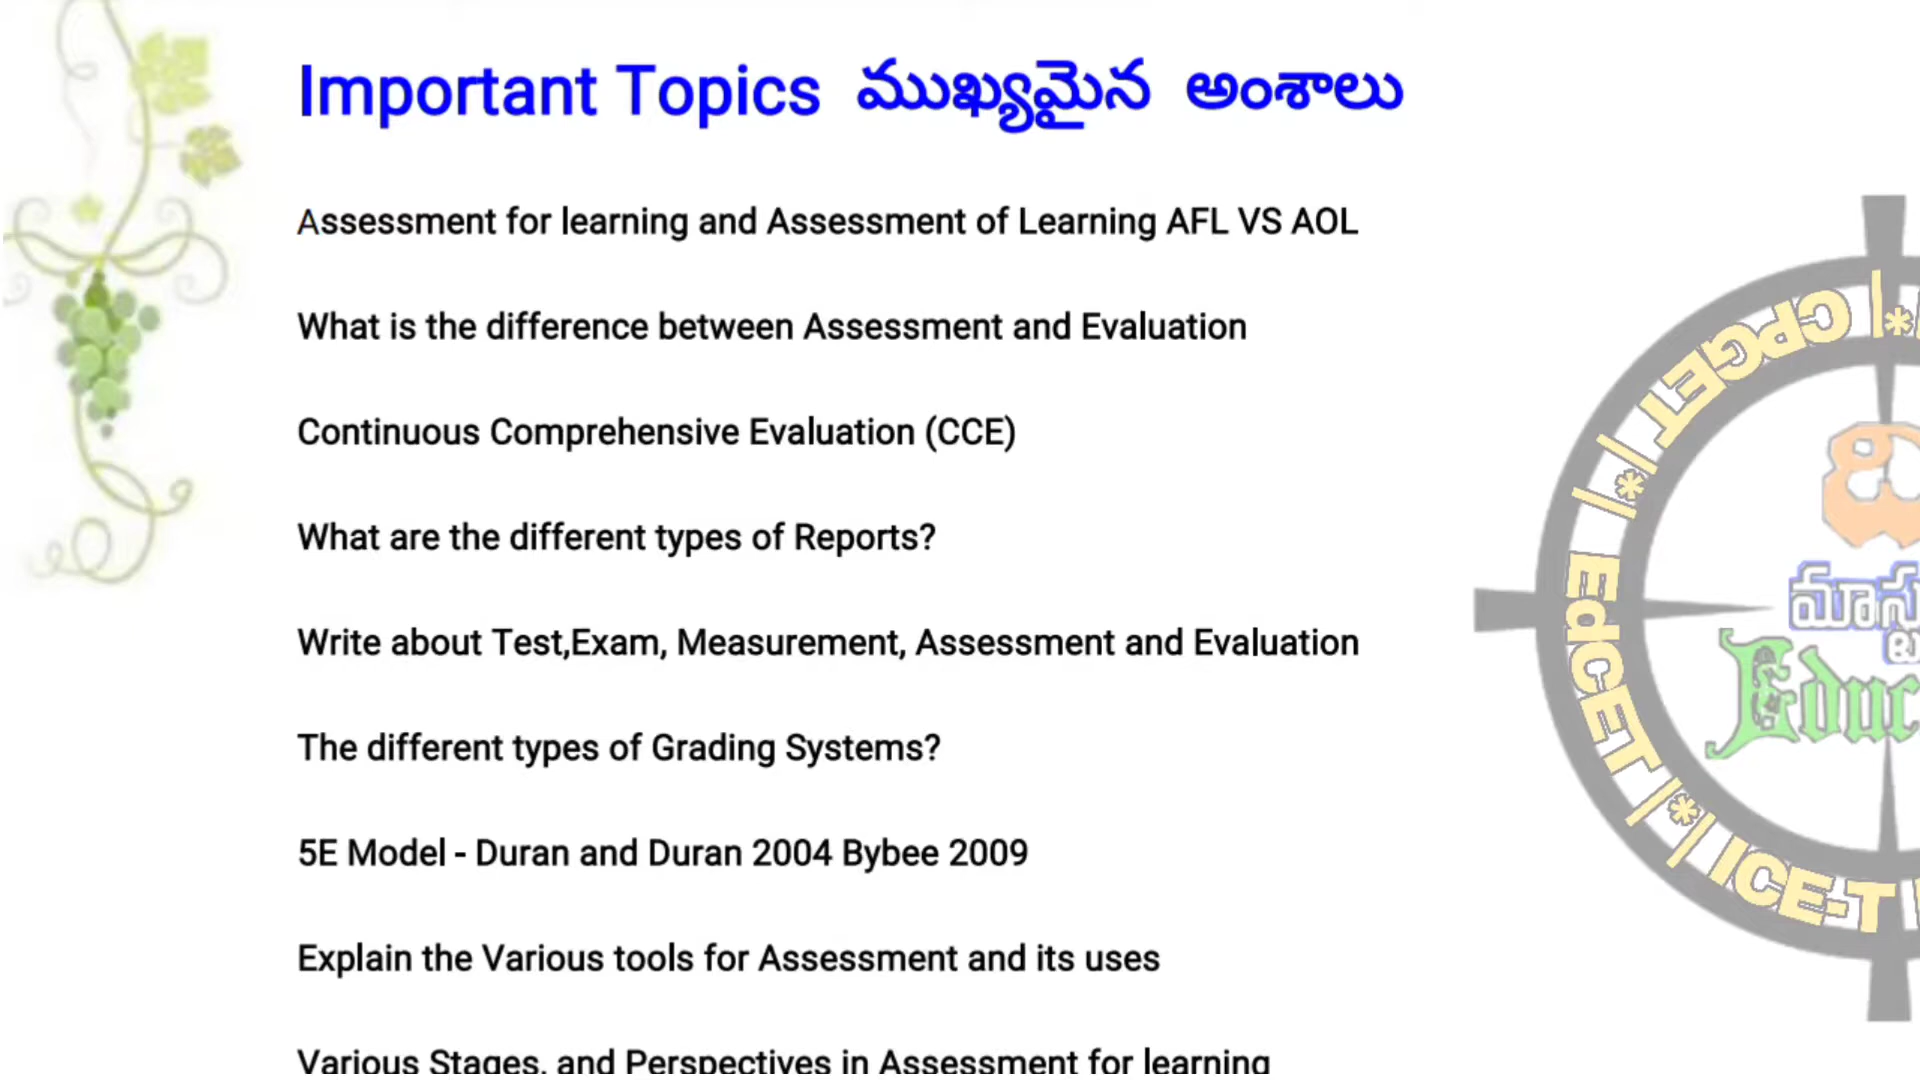 Important Topics ముఖ్యమైన అంశాలు
Assessment for learning and Assessment of Learning AFL VS AOL
What is the difference between Assessment and Evaluation
Continuous Comprehensive Evaluation (CCE)
What are the different types of Reports?
Write about Test,Exam, Measurement, Assessment and Evaluation
The different types of Grading Systems?
5E Model - Duran and Duran 2004 Bybee 2009
Explain the Various tools for Assessment and its uses
Various Stages, and Perspectives in Assessment for learning
|*| CPGET |*| EdCET |*| ICE-T